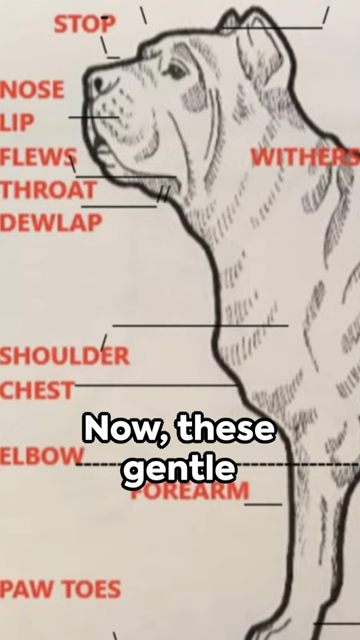 STOP
NOSE
LIP
FLEWS
WITHERS
THROAT
DEWLAP
SHOULDER
CHEST
Now, these
gentle
ELBOW
FOREARM
PAW TOES